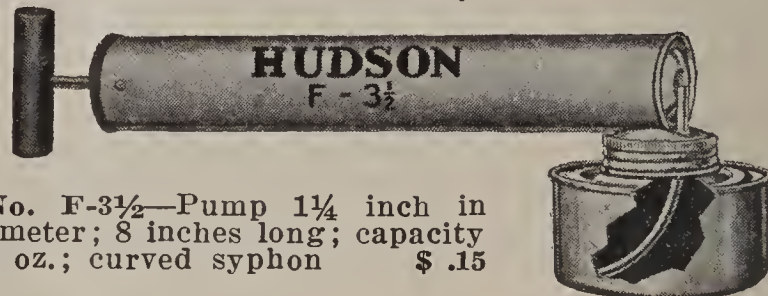 HUDSON
F - 3½
No. F-3½—Pump 1¼ inch in
meter; 8 inches long; capacity
oz.; curved syphon $ .15